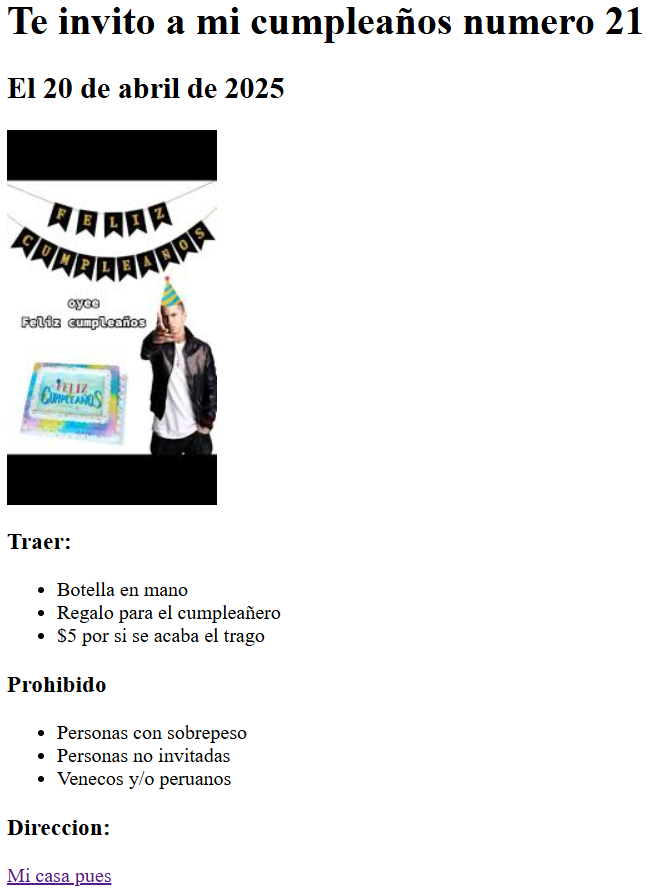 Te invito a mi cumpleaños numero 21
El 20 de abril de 2025
FELIZ
CUMPLEAÑOS
oyee
Feliz cumpleaños
FELIZ
CUMPLEAÑOS
Traer:
Botella en mano
Regalo para el cumpleañero
$5 por si se acaba el trago
Prohibido
Personas con sobrepeso
Personas no invitadas
Venecos y/o peruanos
Direccion:
Mi casa pues